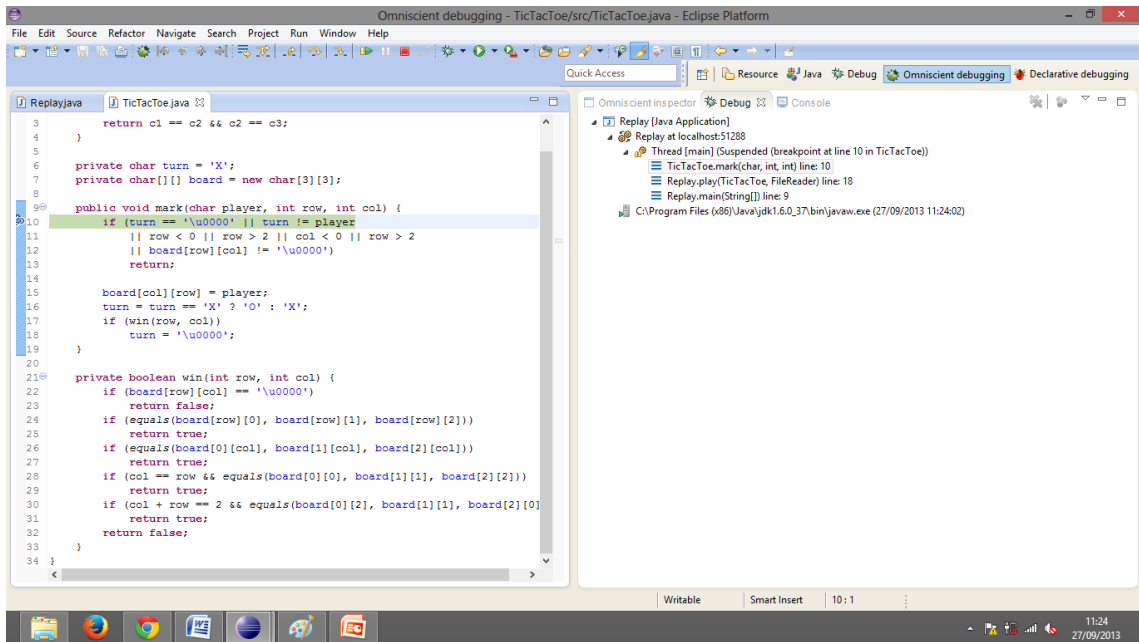 Omniscient debugging - TicTacToe/src/TicTacToe.java - Eclipse Platform
File Edit Source Refactor Navigate Search Project Run Window Help
Quick Access Resource Java Debug Omniscient debugging Declarative debugging
Replay.java TicTacToe.java
3 return c1 == c2 && c2 == c3;
4 }
5
6 private char turn = 'X';
7 private char[][] board = new char[3][3];
8
9 public void mark(char player, int row, int col) {
10 if (turn == '\u0000' || turn != player
11 || row < 0 || row > 2 || col < 0 || row > 2
12 || board[row][col] != '\u0000')
13 return;
14
15 board[col][row] = player;
16 turn = turn == 'X' ? 'O' : 'X';
17 if (win(row, col))
18 turn = '\u0000';
19 }
20
21 private boolean win(int row, int col) {
22 if (board[row][col] == '\u0000')
23 return false;
24 if (equals(board[row][0], board[row][1], board[row][2]))
25 return true;
26 if (equals(board[0][col], board[1][col], board[2][col]))
27 return true;
28 if (col == row && equals(board[0][0], board[1][1], board[2][2]))
29 return true;
30 if (col + row == 2 && equals(board[0][2], board[1][1], board[2][0]
31 return true;
32 return false;
33 }
34 }
Omniscient inspector Debug Console
Replay [Java Application]
Replay at localhost:51288
Thread [main] (Suspended (breakpoint at line 10 in TicTacToe))
TicTacToe.mark(char, int, int) line: 10
Replay.play(TicTacToe, FileReader) line: 18
Replay.main(String[]) line: 9
C:\Program Files (x86)\Java\jdk1.6.0_37\bin\javaw.exe (27/09/2013 11:24:02)
Writable Smart Insert 10 : 1
11:24
27/09/2013